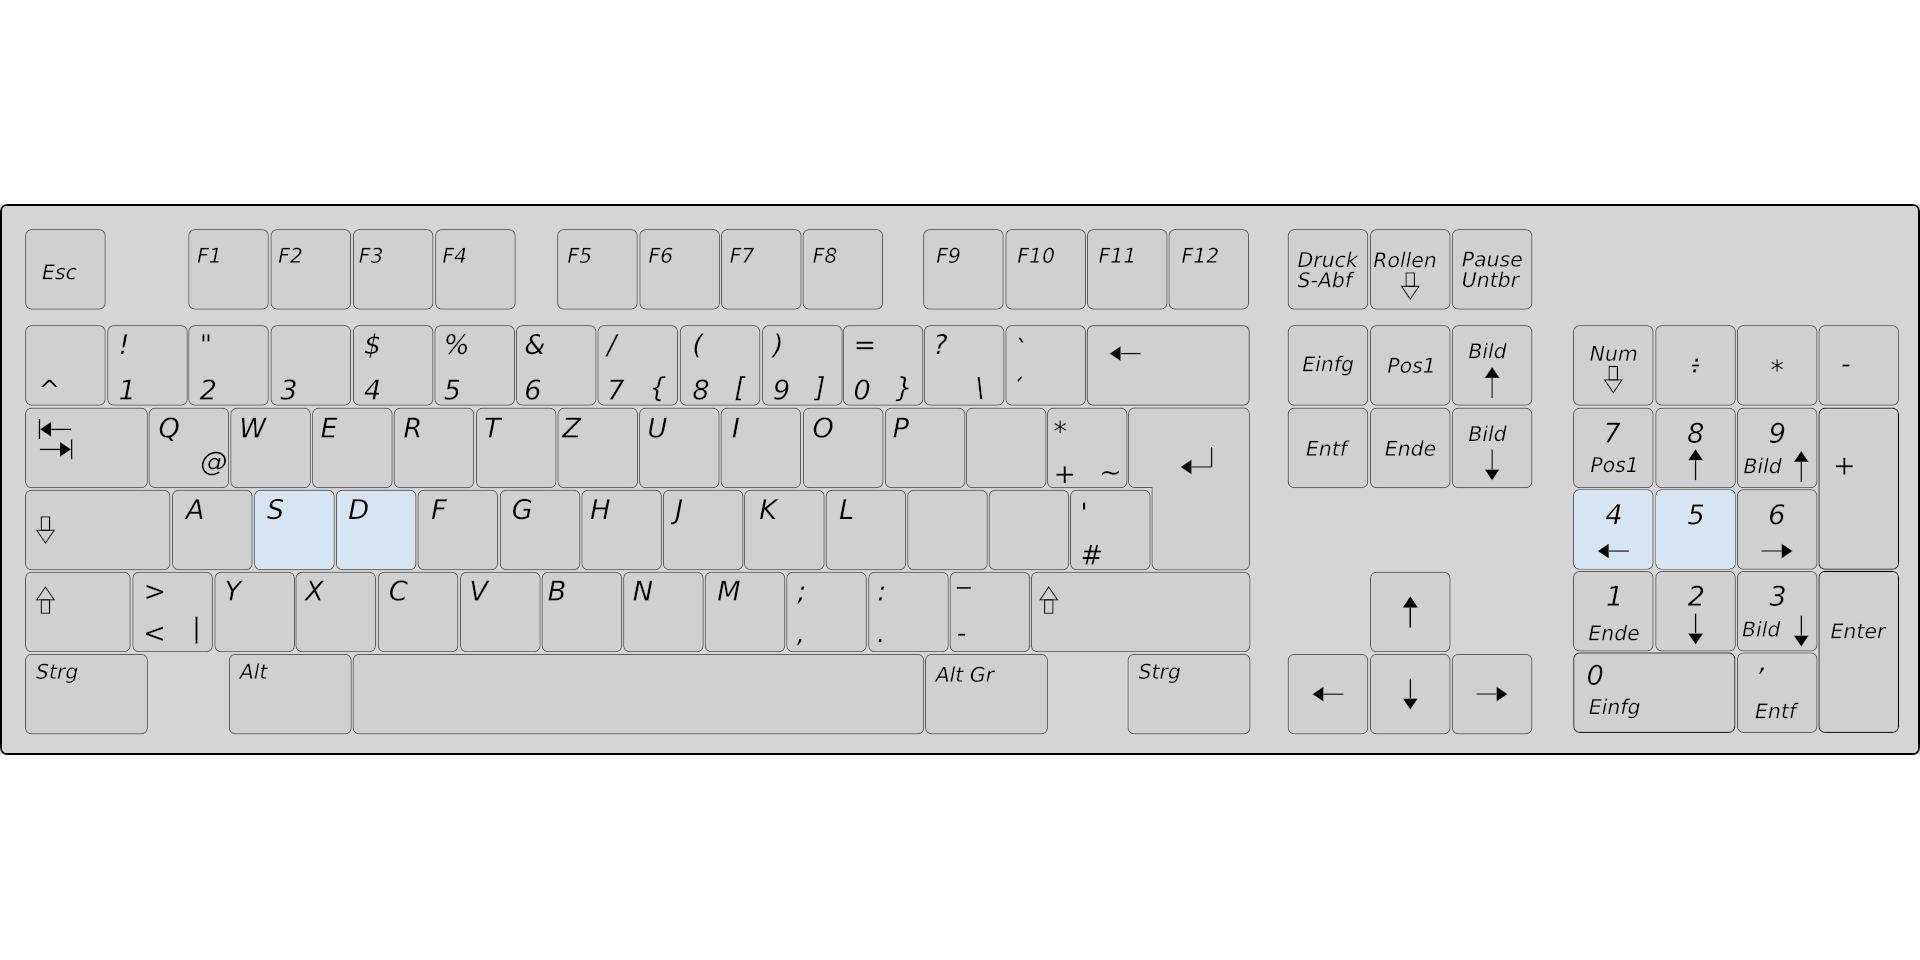 Esc F1 F2 F3 F4 F5 F6 F7 F8 F9 F10 F11 F12 Druck S-Abf Rollen Pause Untbr
^ ! 1 " 2 3 $ 4 % 5 & 6 / 7 { ( 8 [ ) 9 ] = 0 } ? \ ` ´ ← Einfg Pos1 Bild ↑ Num ÷ * -
Q @ W E R T Z U I O P * + ~ Entf Ende Bild ↓ 7 Pos1 8 ↑ 9 Bild ↑ +
A S D F G H J K L ' # 4 ← 5 6 →
> < | Y X C V B N M ; , : . _ - ↑ 1 Ende 2 ↓ 3 Bild ↓ Enter
Strg Alt Alt Gr Strg ← ↓ → 0 Einfg , Entf